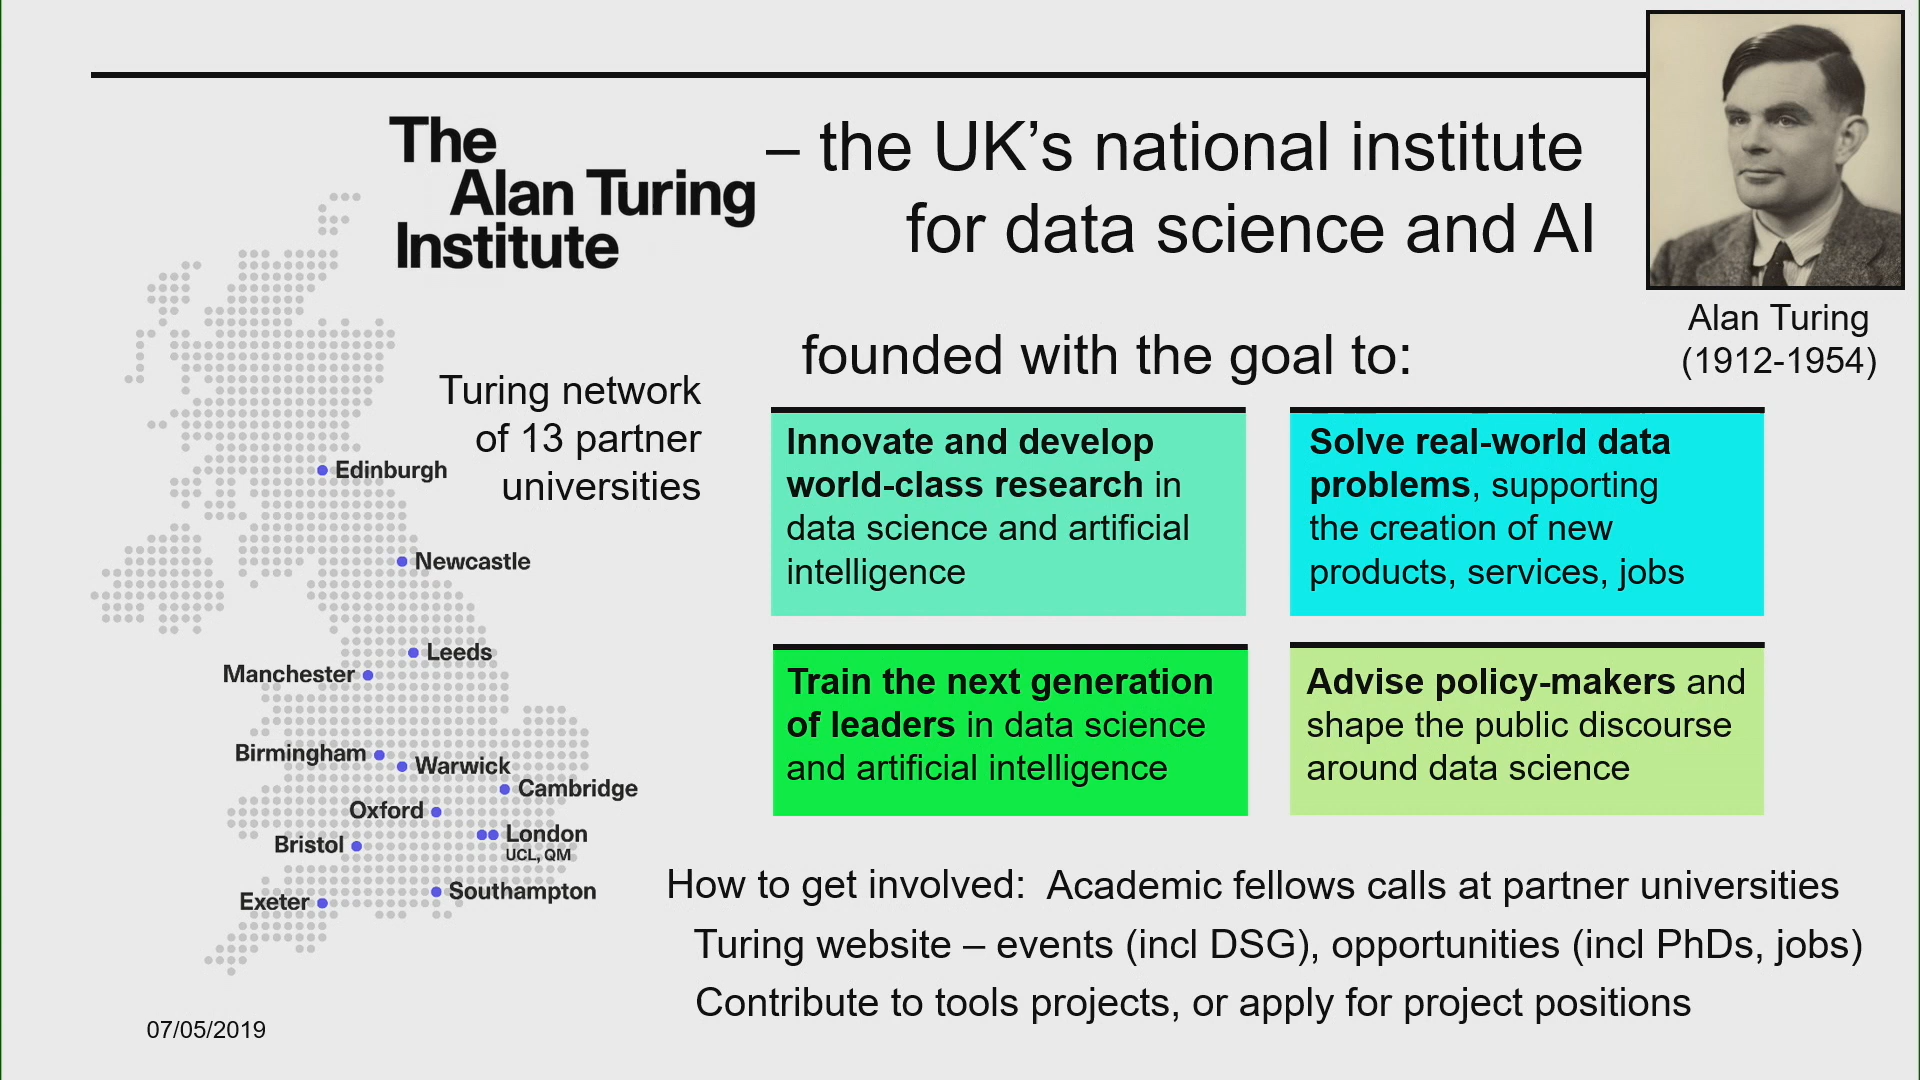 The
Alan Turing
Institute
– the UK’s national institute
for data science and AI
Alan Turing
(1912-1954)
founded with the goal to:
Turing network
of 13 partner
universities
Edinburgh
Newcastle
Leeds
Manchester
Birmingham
Warwick
Cambridge
Oxford
London
UCL, QM
Bristol
Southampton
Exeter
Innovate and develop
world-class research in
data science and artificial
intelligence
Solve real-world data
problems, supporting
the creation of new
products, services, jobs
Train the next generation
of leaders in data science
and artificial intelligence
Advise policy-makers and
shape the public discourse
around data science
How to get involved: Academic fellows calls at partner universities
Turing website – events (incl DSG), opportunities (incl PhDs, jobs)
Contribute to tools projects, or apply for project positions
07/05/2019